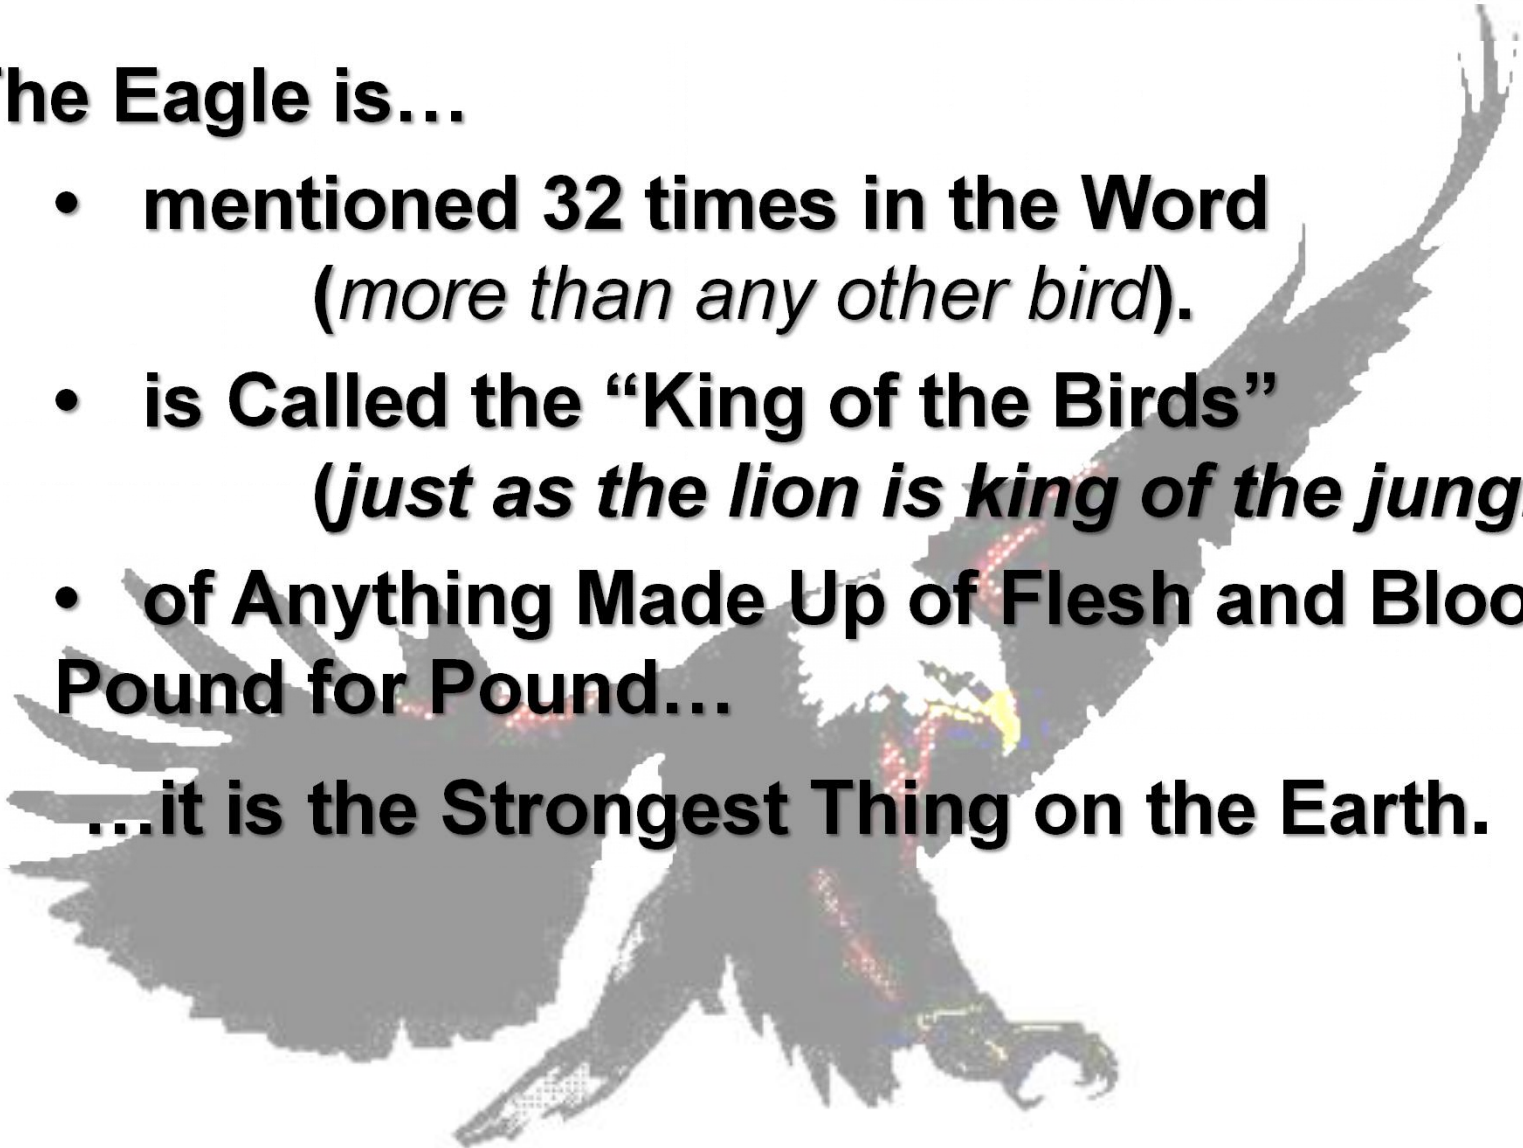 he Eagle is…
• mentioned 32 times in the Word
(more than any other bird).
• is Called the “King of the Birds”
(just as the lion is king of the jung
• of Anything Made Up of Flesh and Bloo
Pound for Pound…
…it is the Strongest Thing on the Earth.